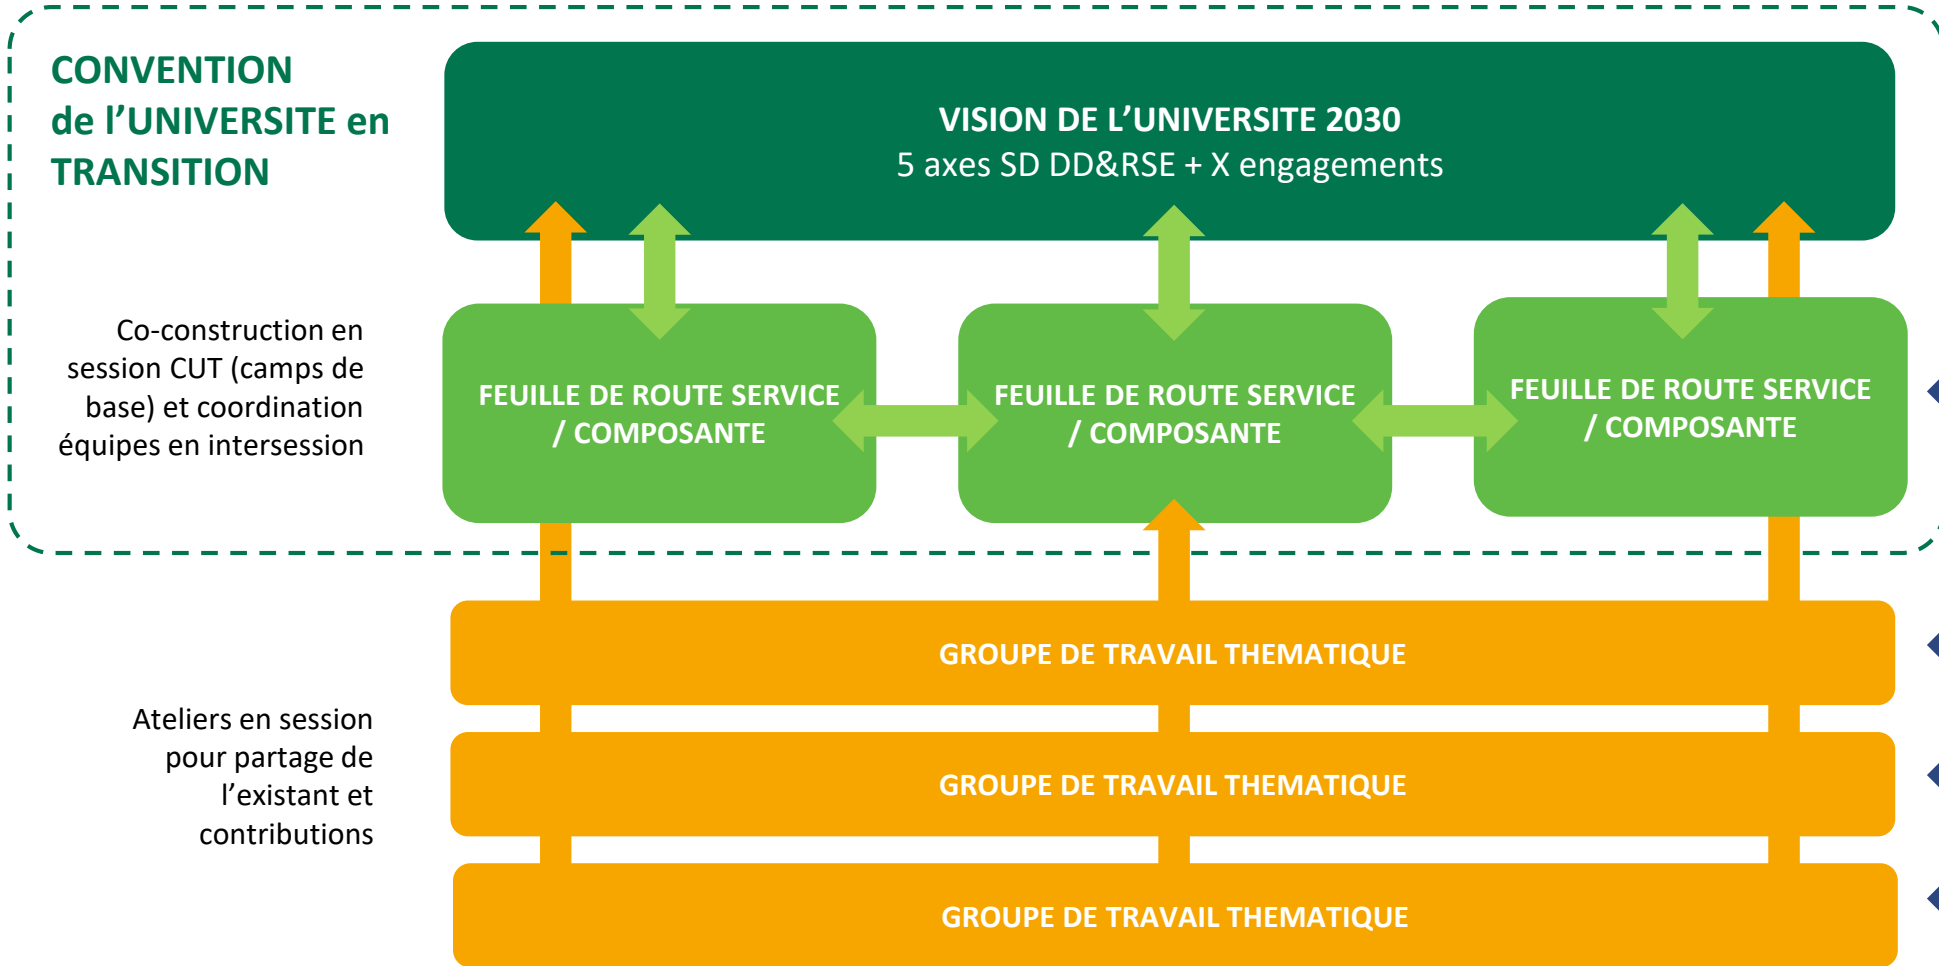 CONVENTION
de l’UNIVERSITE en
TRANSITION
VISION DE L’UNIVERSITE 2030
5 axes SD DD&RSE + X engagements
Co-construction en
session CUT (camps de
base) et coordination
équipes en intersession
FEUILLE DE ROUTE SERVICE
/ COMPOSANTE
FEUILLE DE ROUTE SERVICE
/ COMPOSANTE
FEUILLE DE ROUTE SERVICE
/ COMPOSANTE
GROUPE DE TRAVAIL THEMATIQUE
Ateliers en session
pour partage de
l’existant et
contributions
GROUPE DE TRAVAIL THEMATIQUE
GROUPE DE TRAVAIL THEMATIQUE